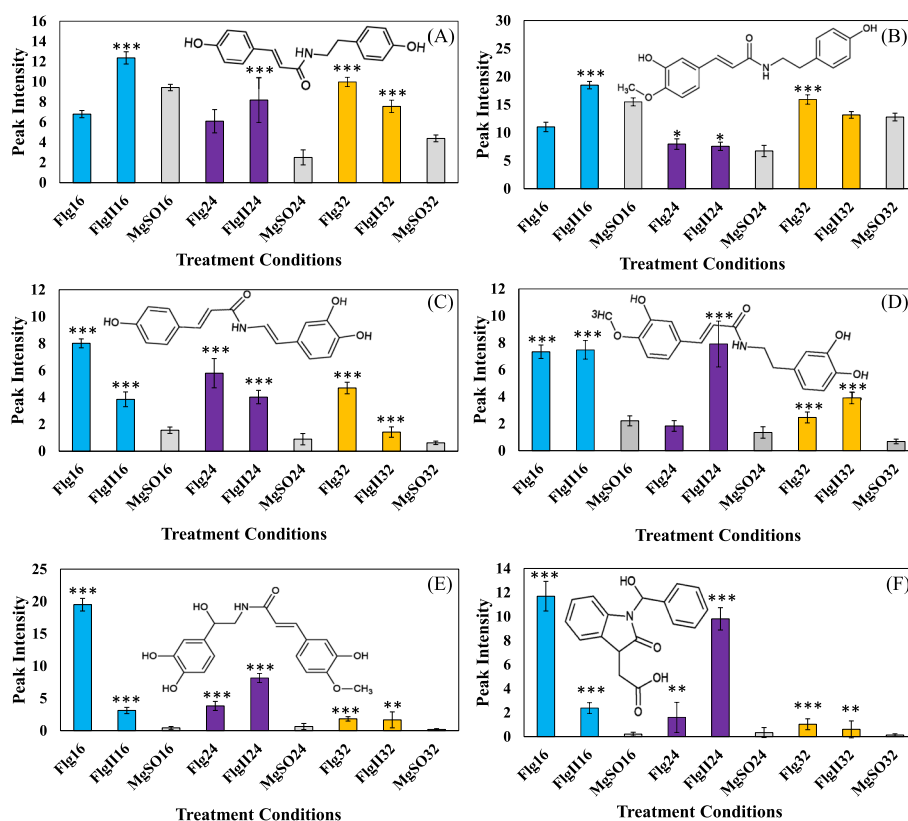 (A)
Peak Intensity
16
14
12
10
8
6
4
2
0
***
***
***
***
HO
NH
O
OH
Flg16
FlgII16
MgSO16
Flg24
FlgII24
MgSO24
Flg32
FlgII32
MgSO32
Treatment Conditions
(B)
Peak Intensity
30
25
20
15
10
5
0
***
*
*
***
HO
H₃C
O
O
N
H
OH
Flg16
FlgII16
MgSO16
Flg24
FlgII24
MgSO24
Flg32
FlgII32
MgSO32
Treatment Conditions
(C)
Peak Intensity
12
10
8
6
4
2
0
***
***
***
***
***
***
HO
O
NH
OH
OH
Flg16
FlgII16
MgSO16
Flg24
FlgII24
MgSO24
Flg32
FlgII32
MgSO32
Treatment Conditions
(D)
Peak Intensity
12
10
8
6
4
2
0
***
***
***
***
***
HO
H₃C
O
O
NH
HO
OH
Flg16
FlgII16
MgSO16
Flg24
FlgII24
MgSO24
Flg32
FlgII32
MgSO32
Treatment Conditions
(E)
Peak Intensity
25
20
15
10
5
0
***
***
***
***
***
**
OH
NH
O
HO
HO
OH
O
CH₃
Flg16
FlgII16
MgSO16
Flg24
FlgII24
MgSO24
Flg32
FlgII32
MgSO32
Treatment Conditions
(F)
Peak Intensity
14
12
10
8
6
4
2
0
***
***
**
***
***
**
HO
N
O
OH
O
Flg16
FlgII16
MgSO16
Flg24
FlgII24
MgSO24
Flg32
FlgII32
MgSO32
Treatment Conditions